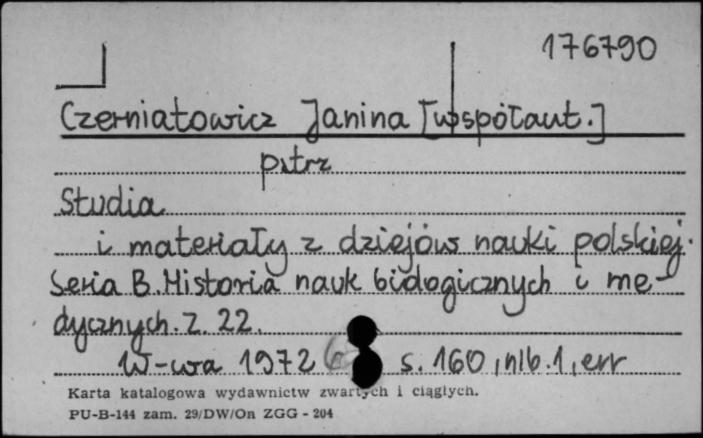 176790
Czerniatowicz Janina [współaut.]
patrz
Studia
i materiały z dziejów nauki polskiej.
Seria B. Historia nauk biologicznych i me-
dycznych. Z. 22.
W-wa 1972 s. 160, nlb. 1, err
Karta katalogowa wydawnictw zwartych i ciągłych.
PU-B-144 zam. 29/DW/On ZGG - 204